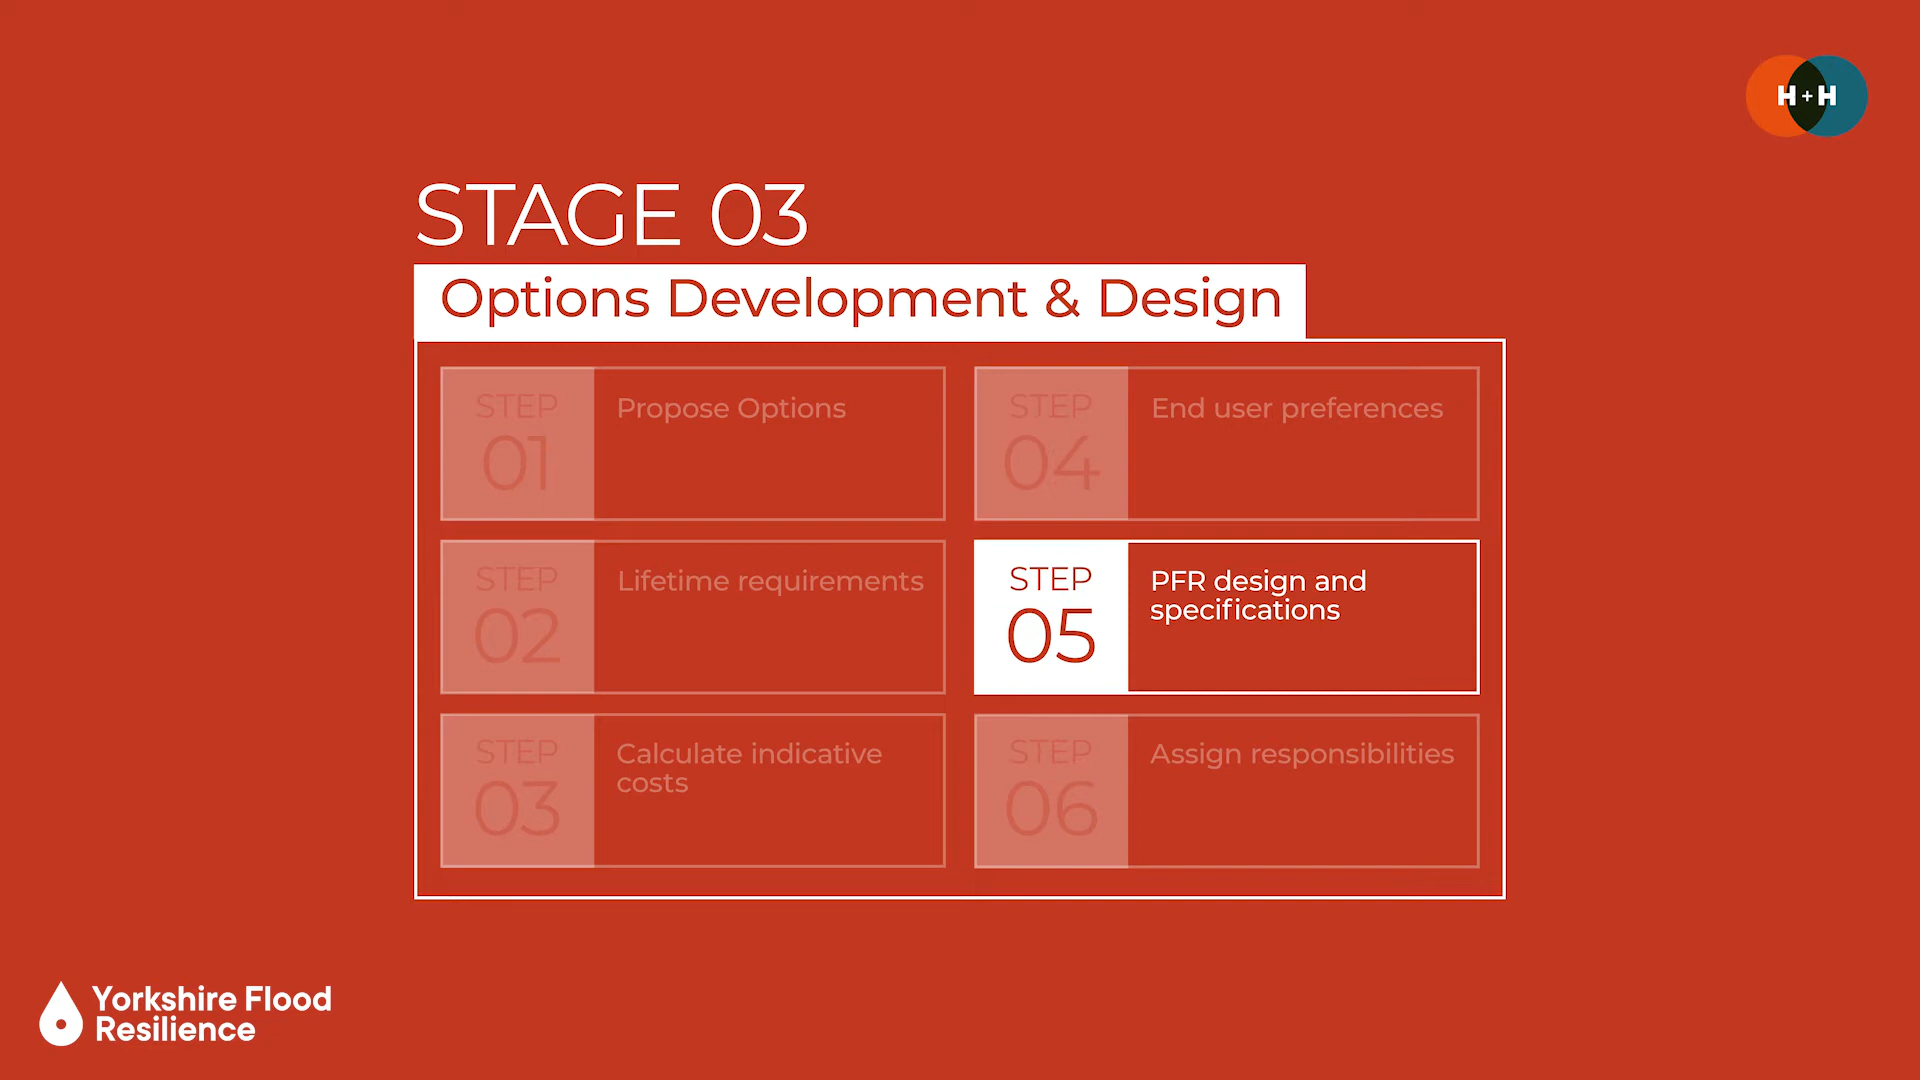 H+H
STAGE 03
Options Development & Design
STEP
01
Propose Options
STEP
02
Lifetime requirements
STEP
03
Calculate indicative
costs
STEP
04
End user preferences
STEP
05
PFR design and
specifications
STEP
06
Assign responsibilities
Yorkshire Flood
Resilience